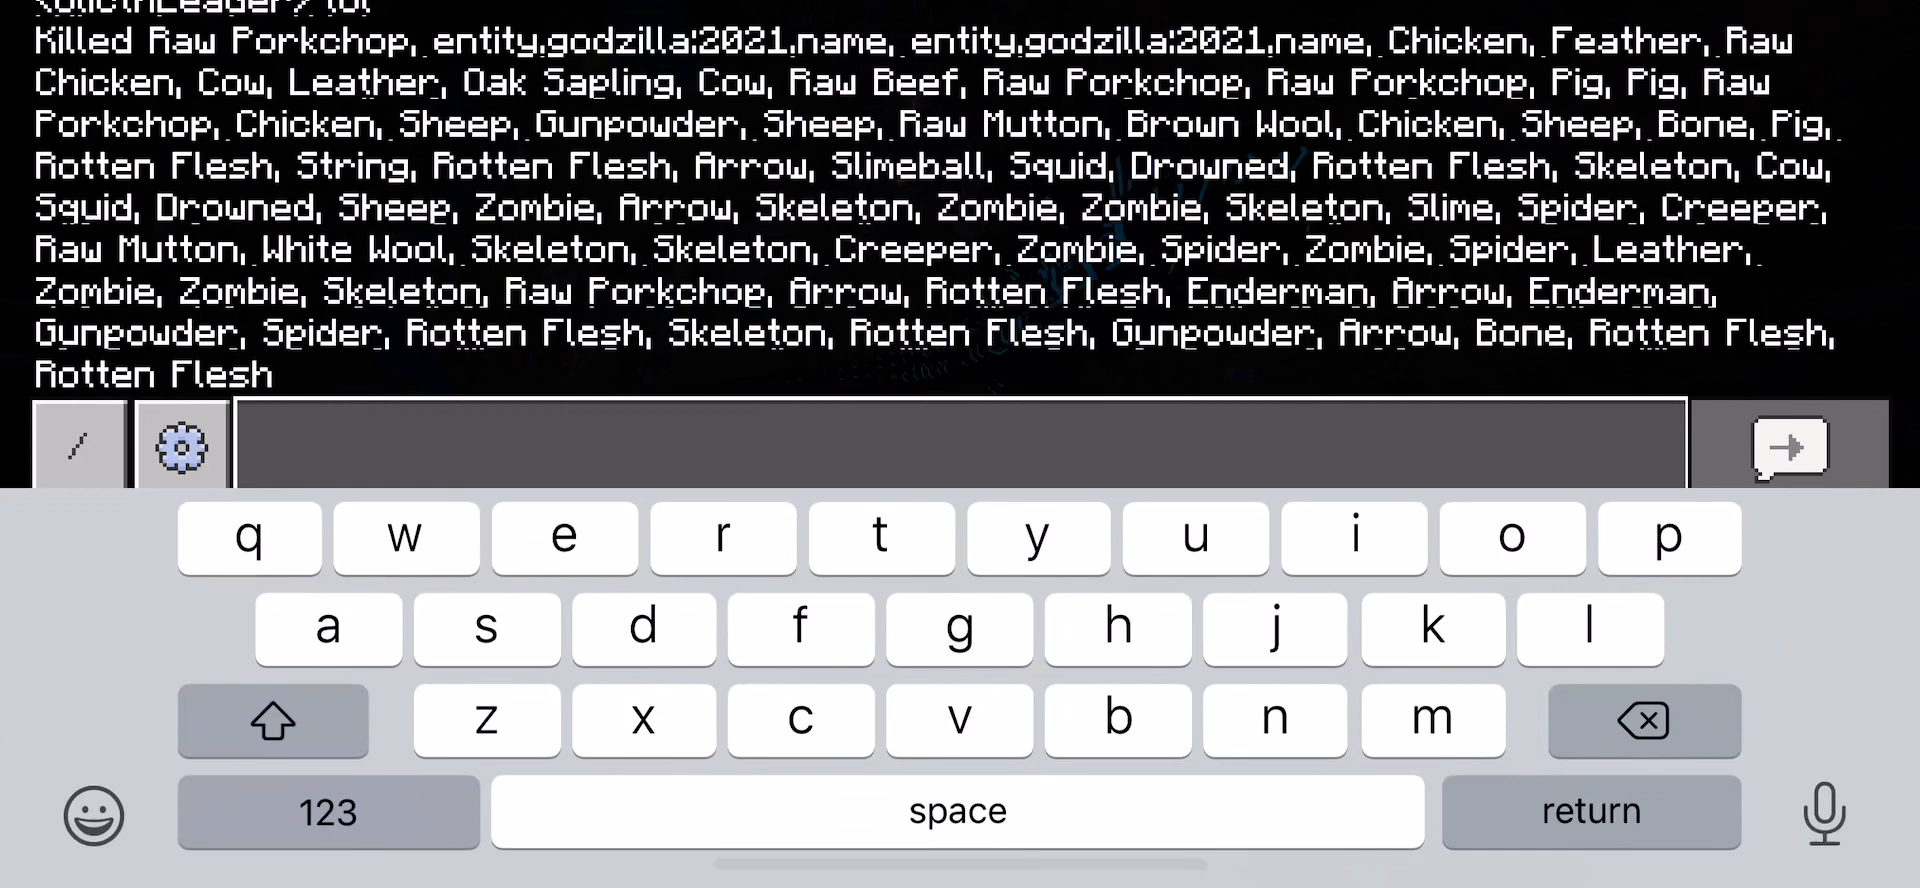 lol
Killed Raw Porkchop, entity.godzilla:2021.name, entity.godzilla:2021.name, Chicken, Feather, Raw
Chicken, Cow, Leather, Oak Sapling, Cow, Raw Beef, Raw Porkchop, Raw Porkchop, Pig, Pig, Raw
Porkchop, Chicken, Sheep, Gunpowder, Sheep, Raw Mutton, Brown Wool, Chicken, Sheep, Bone, Pig,
Rotten Flesh, String, Rotten Flesh, Arrow, Slimeball, Squid, Drowned, Rotten Flesh, Skeleton, Cow,
Squid, Drowned, Sheep, Zombie, Arrow, Skeleton, Zombie, Zombie, Skeleton, Slime, Spider, Creeper,
Raw Mutton, White Wool, Skeleton, Skeleton, Creeper, Zombie, Spider, Zombie, Spider, Leather,
Zombie, Zombie, Skeleton, Raw Porkchop, Arrow, Rotten Flesh, Enderman, Arrow, Enderman,
Gunpowder, Spider, Rotten Flesh, Skeleton, Rotten Flesh, Gunpowder, Arrow, Bone, Rotten Flesh,
Rotten Flesh
/
q w e r t y u i o p
a s d f g h j k l
z x c v b n m
123 space return